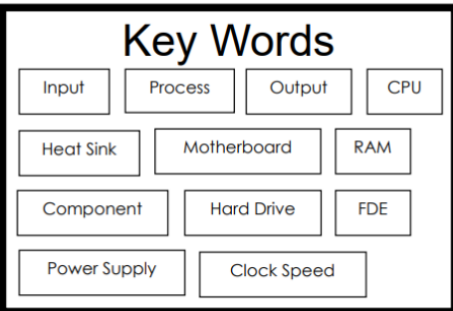 Key Words
Input Process Output CPU
Heat Sink Motherboard RAM
Component Hard Drive FDE
Power Supply Clock Speed